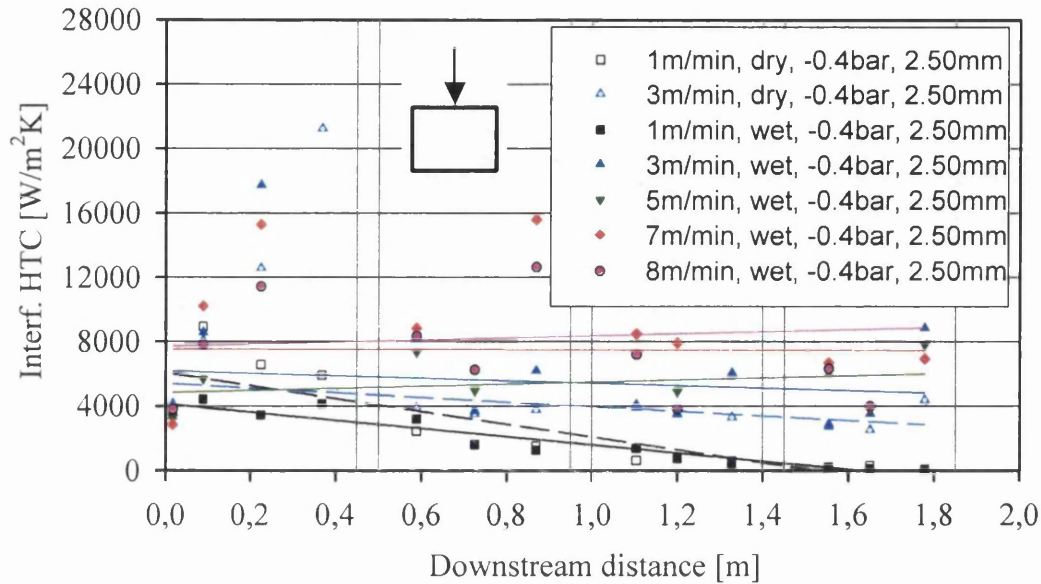 28000
24000
20000
16000
12000
8000
4000
0
Interf. HTC [W/m²K]
1m/min, dry, -0.4bar, 2.50mm
3m/min, dry, -0.4bar, 2.50mm
1m/min, wet, -0.4bar, 2.50mm
3m/min, wet, -0.4bar, 2.50mm
5m/min, wet, -0.4bar, 2.50mm
7m/min, wet, -0.4bar, 2.50mm
8m/min, wet, -0.4bar, 2.50mm
0,0 0,2 0,4 0,6 0,8 1,0 1,2 1,4 1,6 1,8 2,0
Downstream distance [m]